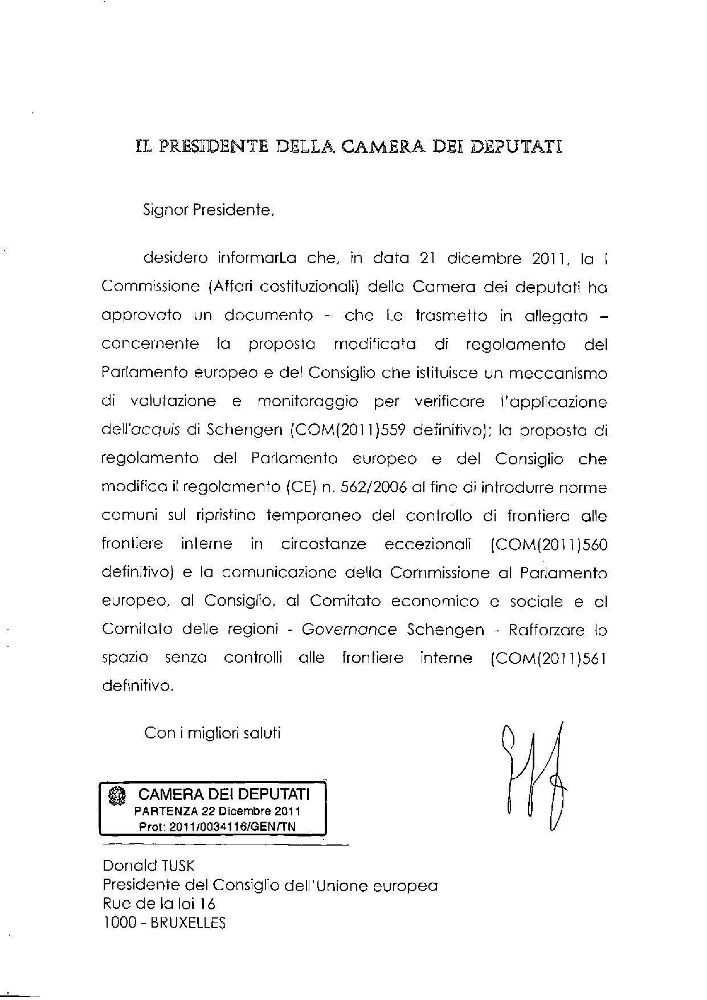 IL PRESIDENTE DELLA CAMERA DEI DEPUTATI
Signor Presidente,
desidero informarLa che, in data 21 dicembre 2011, la I
Commissione (Affari costituzionali) della Camera dei deputati ha
approvato un documento – che Le trasmetto in allegato –
concernente la proposta modificata di regolamento del
Parlamento europeo e del Consiglio che istituisce un meccanismo
di valutazione e monitoraggio per verificare l'applicazione
dell'acquis di Schengen (COM(2011)559 definitivo); la proposta di
regolamento del Parlamento europeo e del Consiglio che
modifica il regolamento (CE) n. 562/2006 al fine di introdurre norme
comuni sul ripristino temporaneo del controllo di frontiera alle
frontiere interne in circostanze eccezionali (COM(2011)560
definitivo) e la comunicazione della Commissione al Parlamento
europeo, al Consiglio, al Comitato economico e sociale e al
Comitato delle regioni - Governance Schengen - Rafforzare lo
spazio senza controlli alle frontiere interne (COM(2011)561
definitivo.
Con i migliori saluti
CAMERA DEI DEPUTATI
PARTENZA 22 Dicembre 2011
Prot: 2011/0034116/GEN/TN
Donald TUSK
Presidente del Consiglio dell'Unione europea
Rue de la loi 16
1000 - BRUXELLES